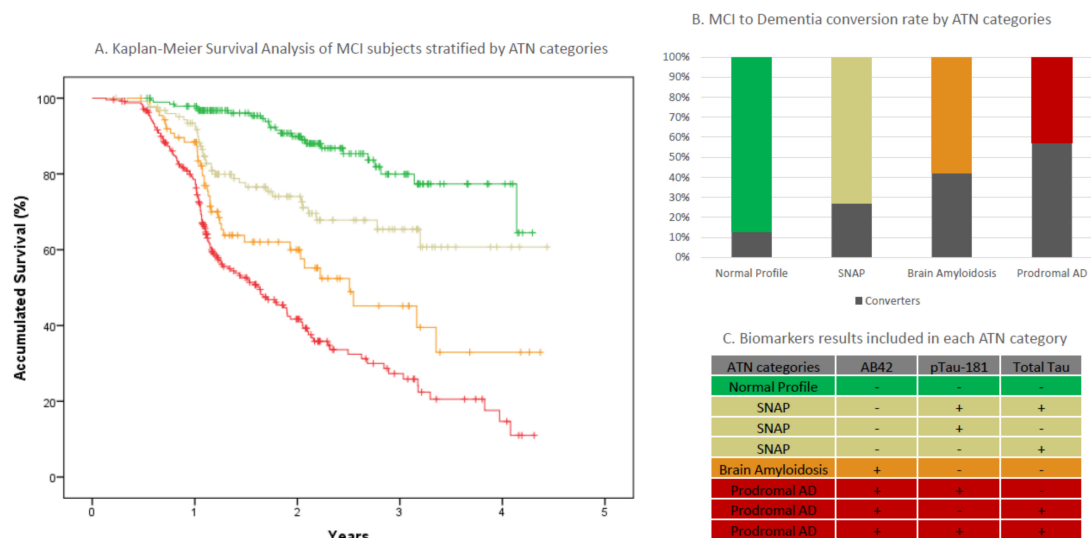 A. Kaplan-Meier Survival Analysis of MCI subjects stratified by ATN categories
Accumulated Survival (%)
100
80
60
40
20
0
0 1 2 3 4 5
Years
B. MCI to Dementia conversion rate by ATN categories
100%
90%
80%
70%
60%
50%
40%
30%
20%
10%
0%
Normal Profile SNAP Brain Amyloidosis Prodromal AD
Converters
C. Biomarkers results included in each ATN category
ATN categories AB42 pTau-181 Total Tau
Normal Profile - - -
SNAP - + +
SNAP - + -
SNAP - - +
Brain Amyloidosis + - -
Prodromal AD + + -
Prodromal AD + - +
Prodromal AD + + +